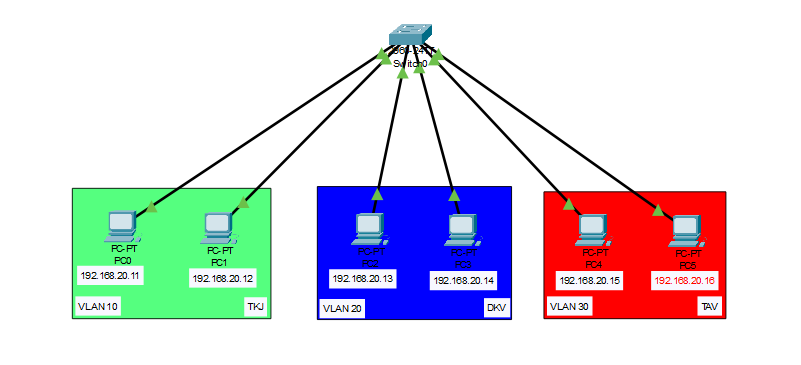 Switch0
PC-PT
PC0
192.168.20.11
VLAN 10
PC-PT
PC1
192.168.20.12
TKJ
PC-PT
PC2
192.168.20.13
VLAN 20
PC-PT
PC3
192.168.20.14
DKV
PC-PT
PC4
192.168.20.15
VLAN 30
PC-PT
PC5
192.168.20.16
TAV